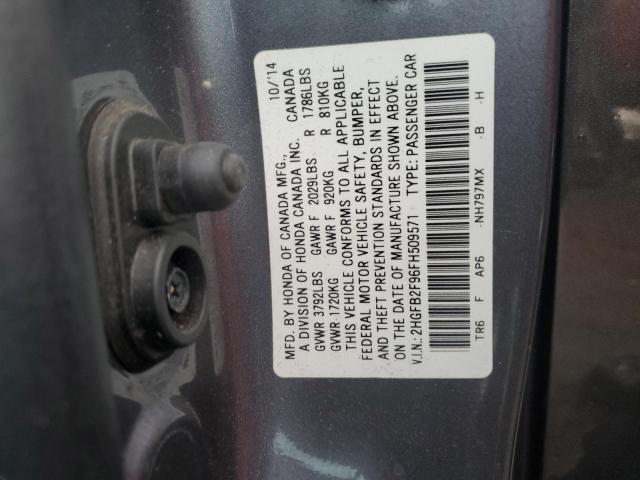 MFD. BY HONDA OF CANADA MFG., 10/'14
A DIVISION OF HONDA CANADA INC. CANADA
GVWR 3792LBS GAWR F 2029LBS R 1786LBS
GVWR 1720KG GAWR F 920KG R 810KG
THIS VEHICLE CONFORMS TO ALL APPLICABLE
FEDERAL MOTOR VEHICLE SAFETY, BUMPER,
AND THEFT PREVENTION STANDARDS IN EFFECT
ON THE DATE OF MANUFACTURE SHOWN ABOVE.
V.I.N.: 2HGFB2F96FH509571 TYPE: PASSENGER CAR
TR6 F AP6 -NH797MX -B -H